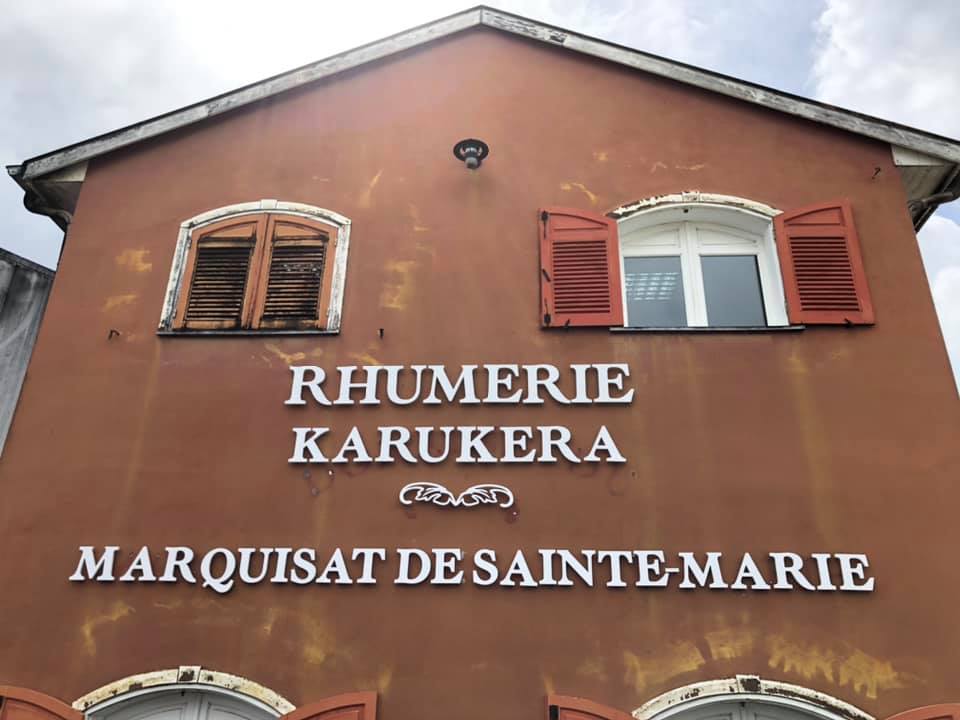 RHUMERIE
KARUKERA
MARQUISAT DE SAINTE-MARIE